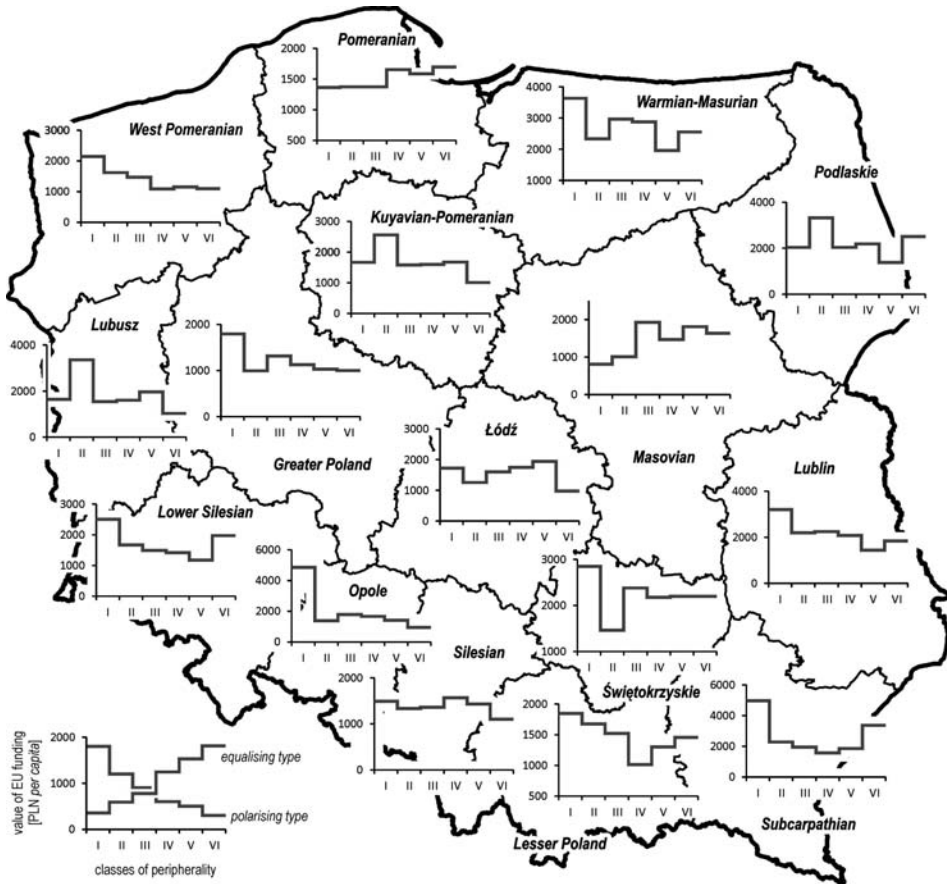 Pomeranian
2000
1500
1000
500
I II III IV V VI
Warmian-Masurian
4000
3000
2000
1000
I II III IV V VI
West Pomeranian
3000
2000
1000
0
I II III IV V VI
Podlaskie
4000
2000
0
I II III IV V VI
Kuyavian-Pomeranian
3000
2000
1000
0
I II III IV V VI
Lubusz
4000
2000
0
I II III IV V VI
2000
1000
0
I II III IV V VI
Greater Poland
2000
1000
0
I II III IV V VI
Masovian
Łódź
3000
2000
1000
0
I II III IV V VI
Lublin
4000
2000
0
I II III IV V VI
Lower Silesian
3000
2000
1000
0
I II III IV V VI
Opole
6000
4000
2000
0
I II III IV V VI
3000
2000
1000
I II III IV V VI
Świętokrzyskie
Silesian
2000
1000
0
I II III IV V VI
2000
1500
1000
500
I II III IV V VI
Lesser Poland
6000
4000
2000
0
I II III IV V VI
Subcarpathian
value of EU funding
[PLN per capita]
2000
1000
0
equalising type
polarising type
I II III IV V VI
classes of peripherality